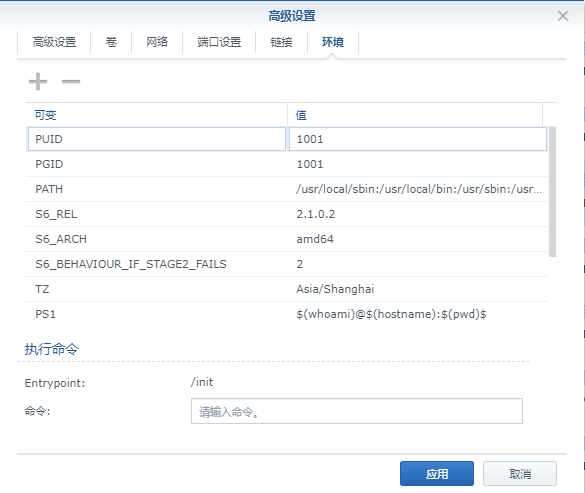 高级设置
高级设置 卷 网络 端口设置 链接 环境
可变 值
PUID 1001
PGID 1001
PATH /usr/local/sbin:/usr/local/bin:/usr/sbin:/usr...
S6_REL 2.1.0.2
S6_ARCH amd64
S6_BEHAVIOUR_IF_STAGE2_FAILS 2
TZ Asia/Shanghai
PS1 $(whoami)@$(hostname):$(pwd)$
执行命令
Entrypoint: /init
命令: 请输入命令。
应用 取消